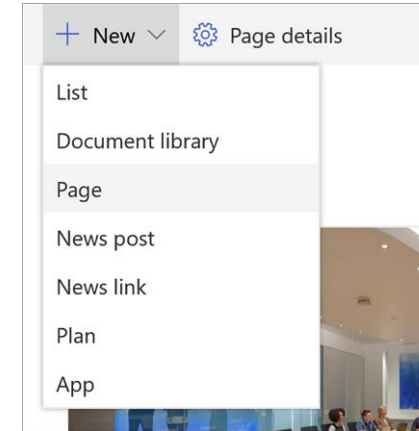 New
Page details
List
Document library
Page
News post
News link
Plan
App